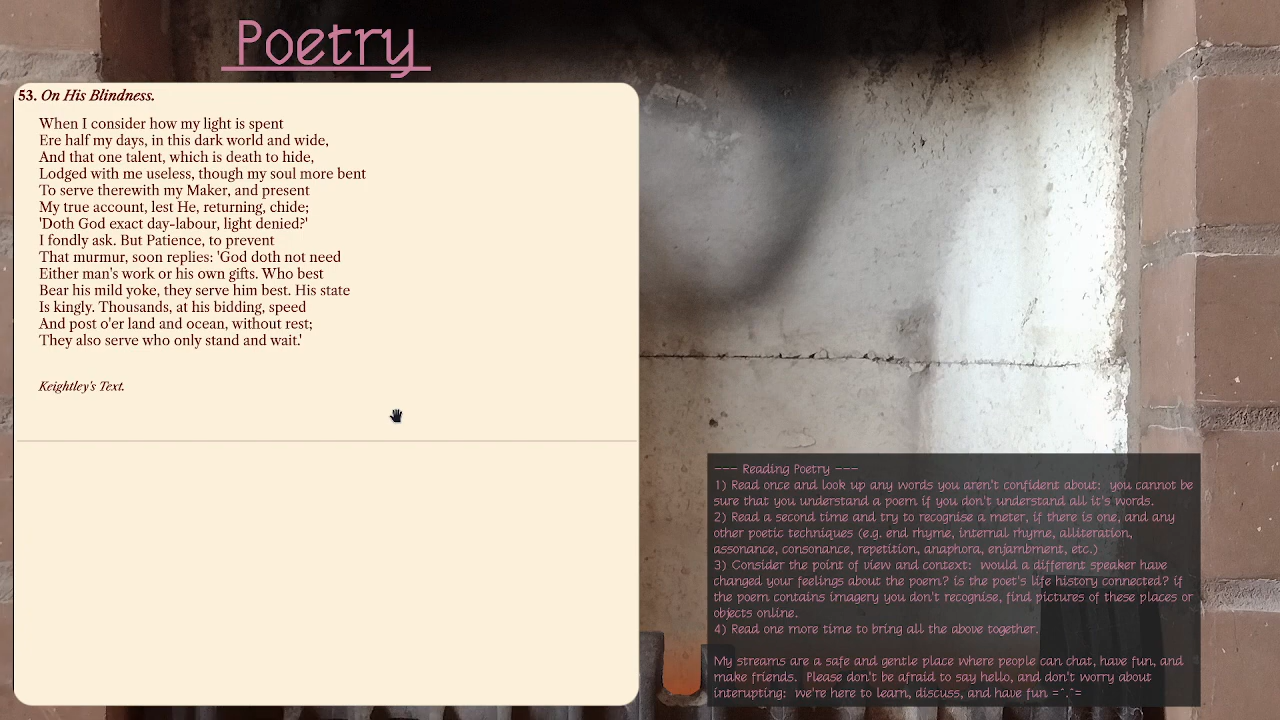 Poetry
53. On His Blindness.
When I consider how my light is spent
Ere half my days, in this dark world and wide,
And that one talent, which is death to hide,
Lodged with me useless, though my soul more bent
To serve therewith my Maker, and present
My true account, lest He, returning, chide;
'Doth God exact day-labour, light denied?'
I fondly ask. But Patience, to prevent
That murmur, soon replies: 'God doth not need
Either man's work or his own gifts. Who best
Bear his mild yoke, they serve him best. His state
Is kingly. Thousands, at his bidding, speed
And post o'er land and ocean, without rest;
They also serve who only stand and wait.'
Keightley's Text.
--- Reading Poetry ---
1) Read once and look up any words you aren't confident about: you cannot be
sure that you understand a poem if you don't understand all it's words.
2) Read a second time and try to recognise a meter, if there is one, and any
other poetic techniques (e.g. end rhyme, internal rhyme, alliteration,
assonance, consonance, repetition, anaphora, enjambment, etc.)
3) Consider the point of view and context: would a different speaker have
changed your feelings about the poem? is the poet's life history connected? if
the poem contains imagery you don't recognise, find pictures of these places or
objects online.
4) Read one more time to bring all the above together.
My streams are a safe and gentle place where people can chat, have fun, and
make friends. Please don't be afraid to say hello, and don't worry about
interupting: we're here to learn, discuss, and have fun =^.^=